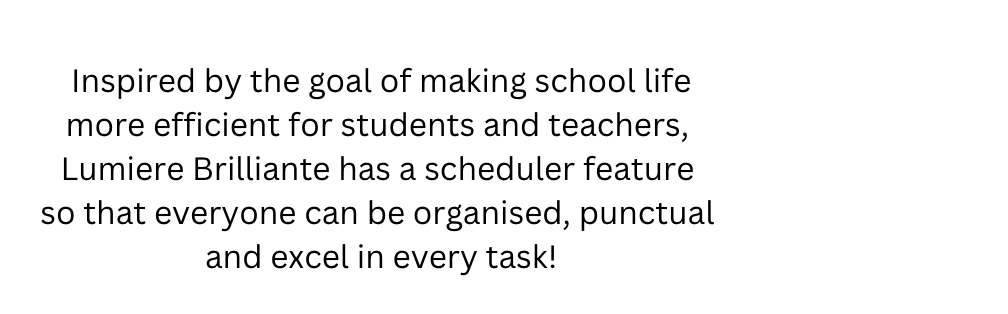 Inspired by the goal of making school life
more efficient for students and teachers,
Lumiere Brilliante has a scheduler feature
so that everyone can be organised, punctual
and excel in every task!